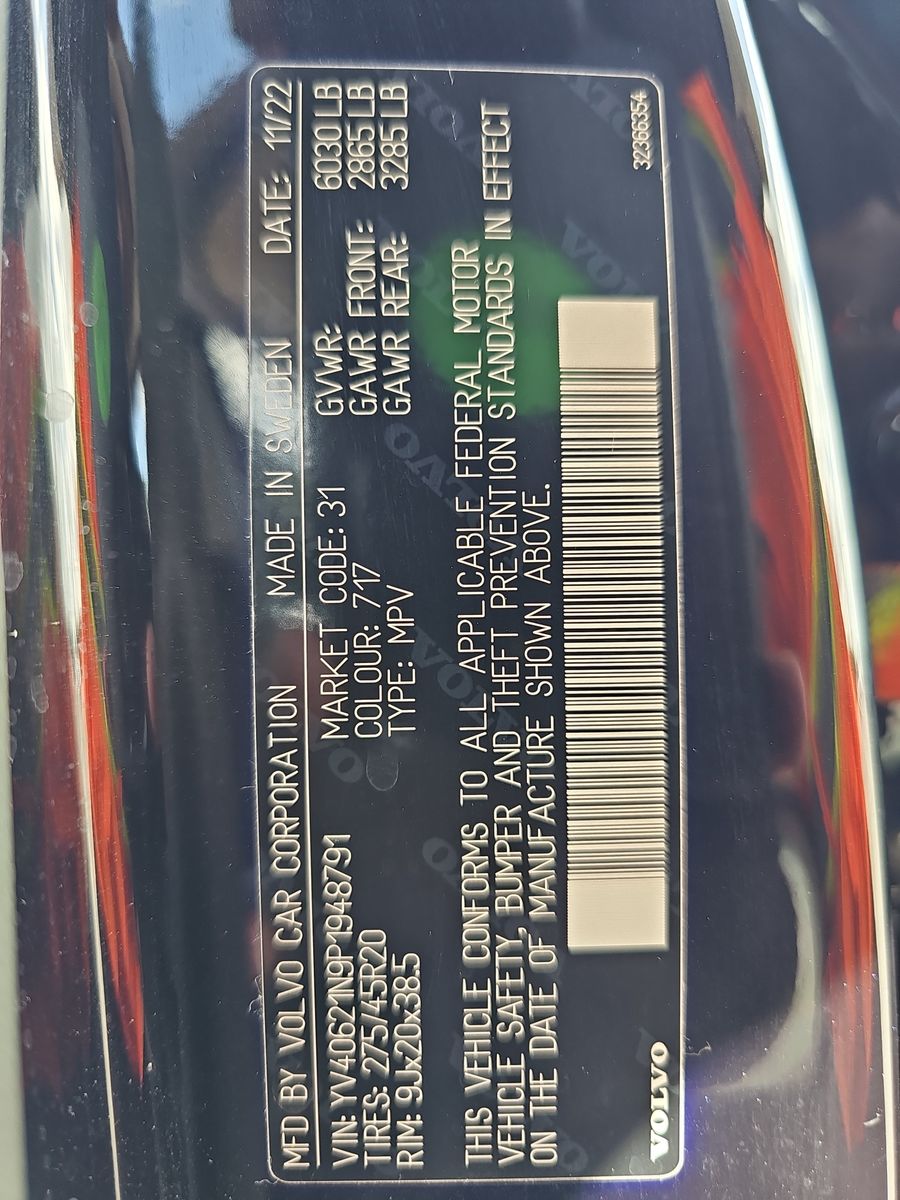 MFD BY VOLVO CAR CORPORATION MADE IN SWEDEN DATE: 11/22
VIN: YV40621N9P1948791 MARKET CODE: 31 GVWR: 6030 LB
TIRES: 275/45R20 COLOUR: 717 GAWR FRONT: 2865 LB
RIM: 9Jx20x38.5 TYPE: MPV GAWR REAR: 3285 LB
THIS VEHICLE CONFORMS TO ALL APPLICABLE FEDERAL MOTOR
VEHICLE SAFETY, BUMPER AND THEFT PREVENTION STANDARDS IN EFFECT
ON THE DATE OF MANUFACTURE SHOWN ABOVE.
VOLVO 32366354